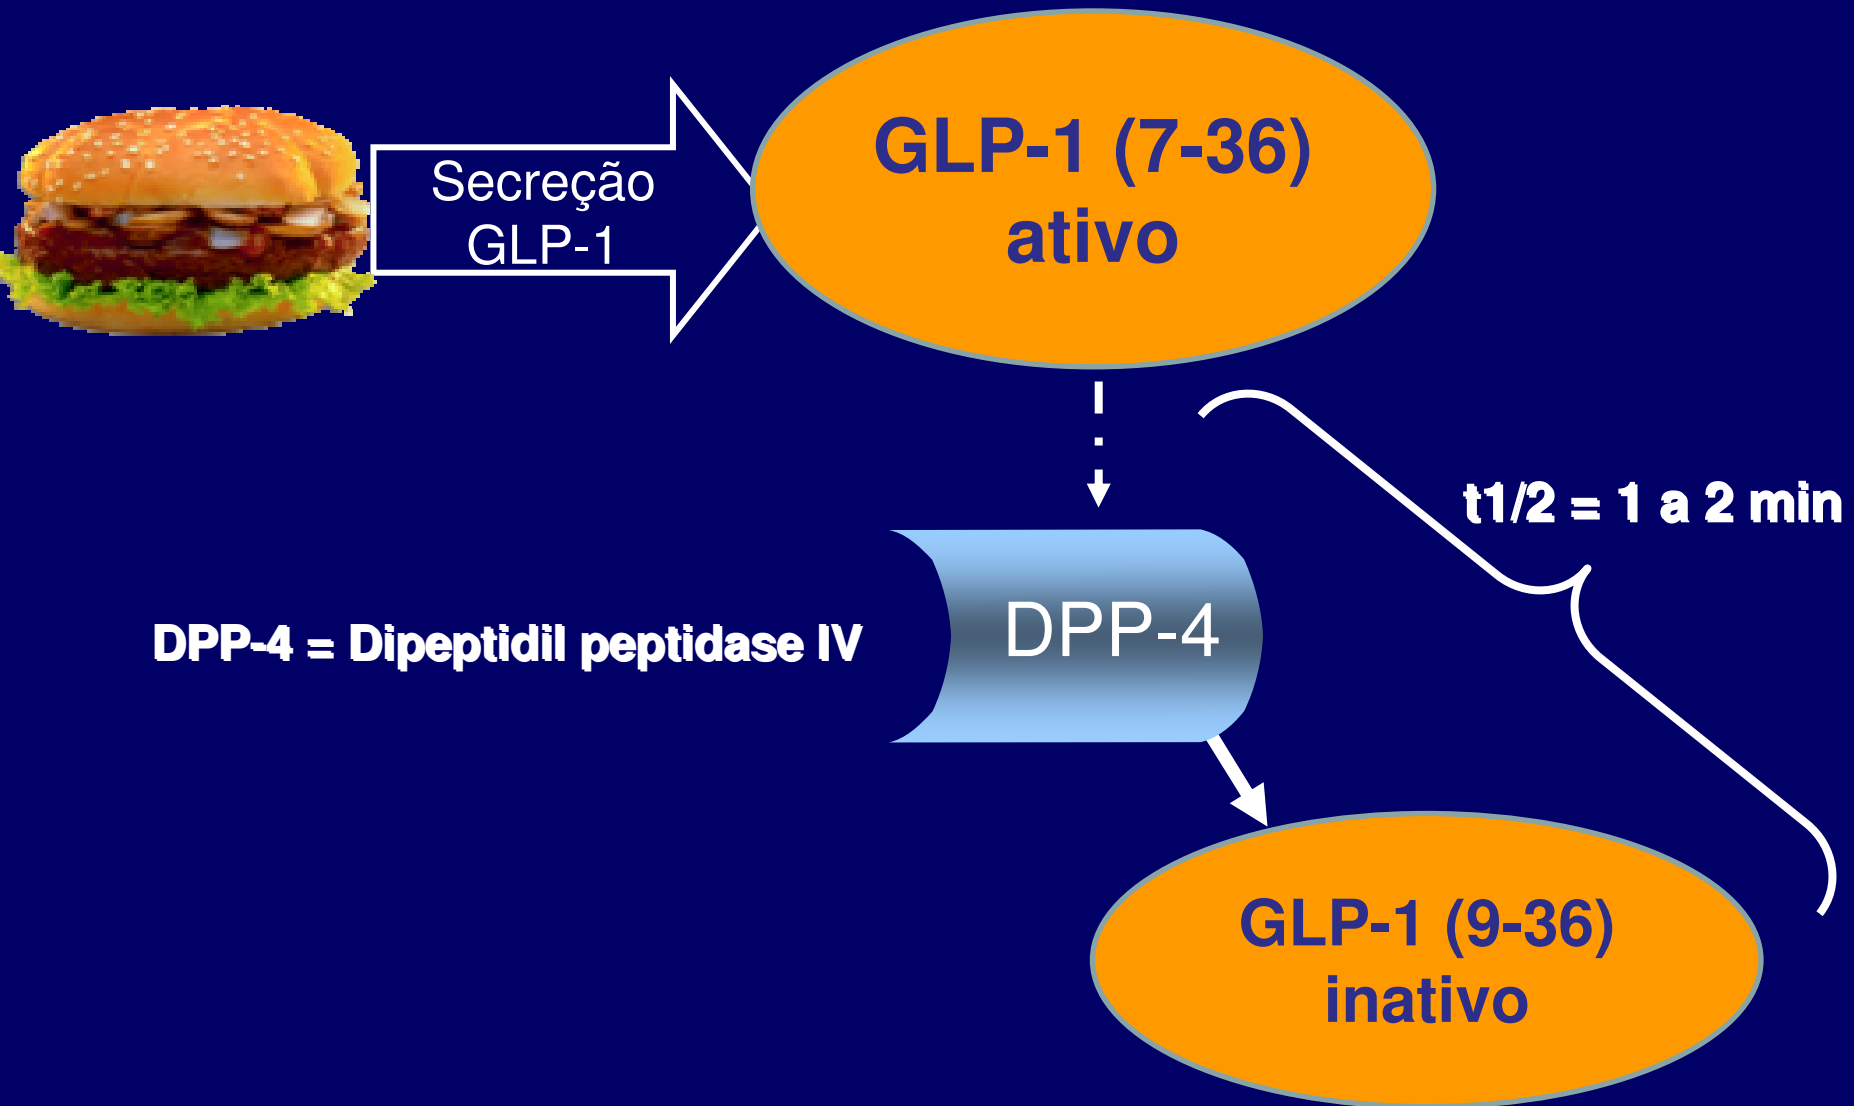 Secreção
GLP-1
GLP-1 (7-36)
ativo
t1/2 = 1 a 2 min
DPP-4 = Dipeptidil peptidase IV
DPP-4
GLP-1 (9-36)
inativo